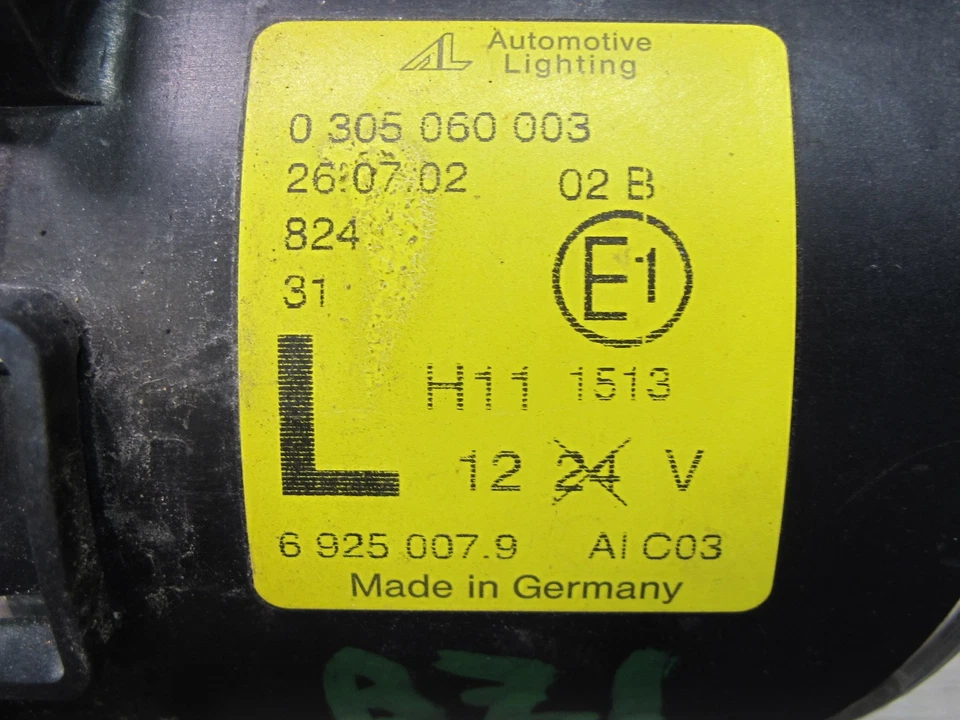 AL Automotive
Lighting
0 305 060 003
26.07.02
02 B
824
E1
31
L
H11 1513
12 24 V
6 925 007.9 AI C03
Made in Germany